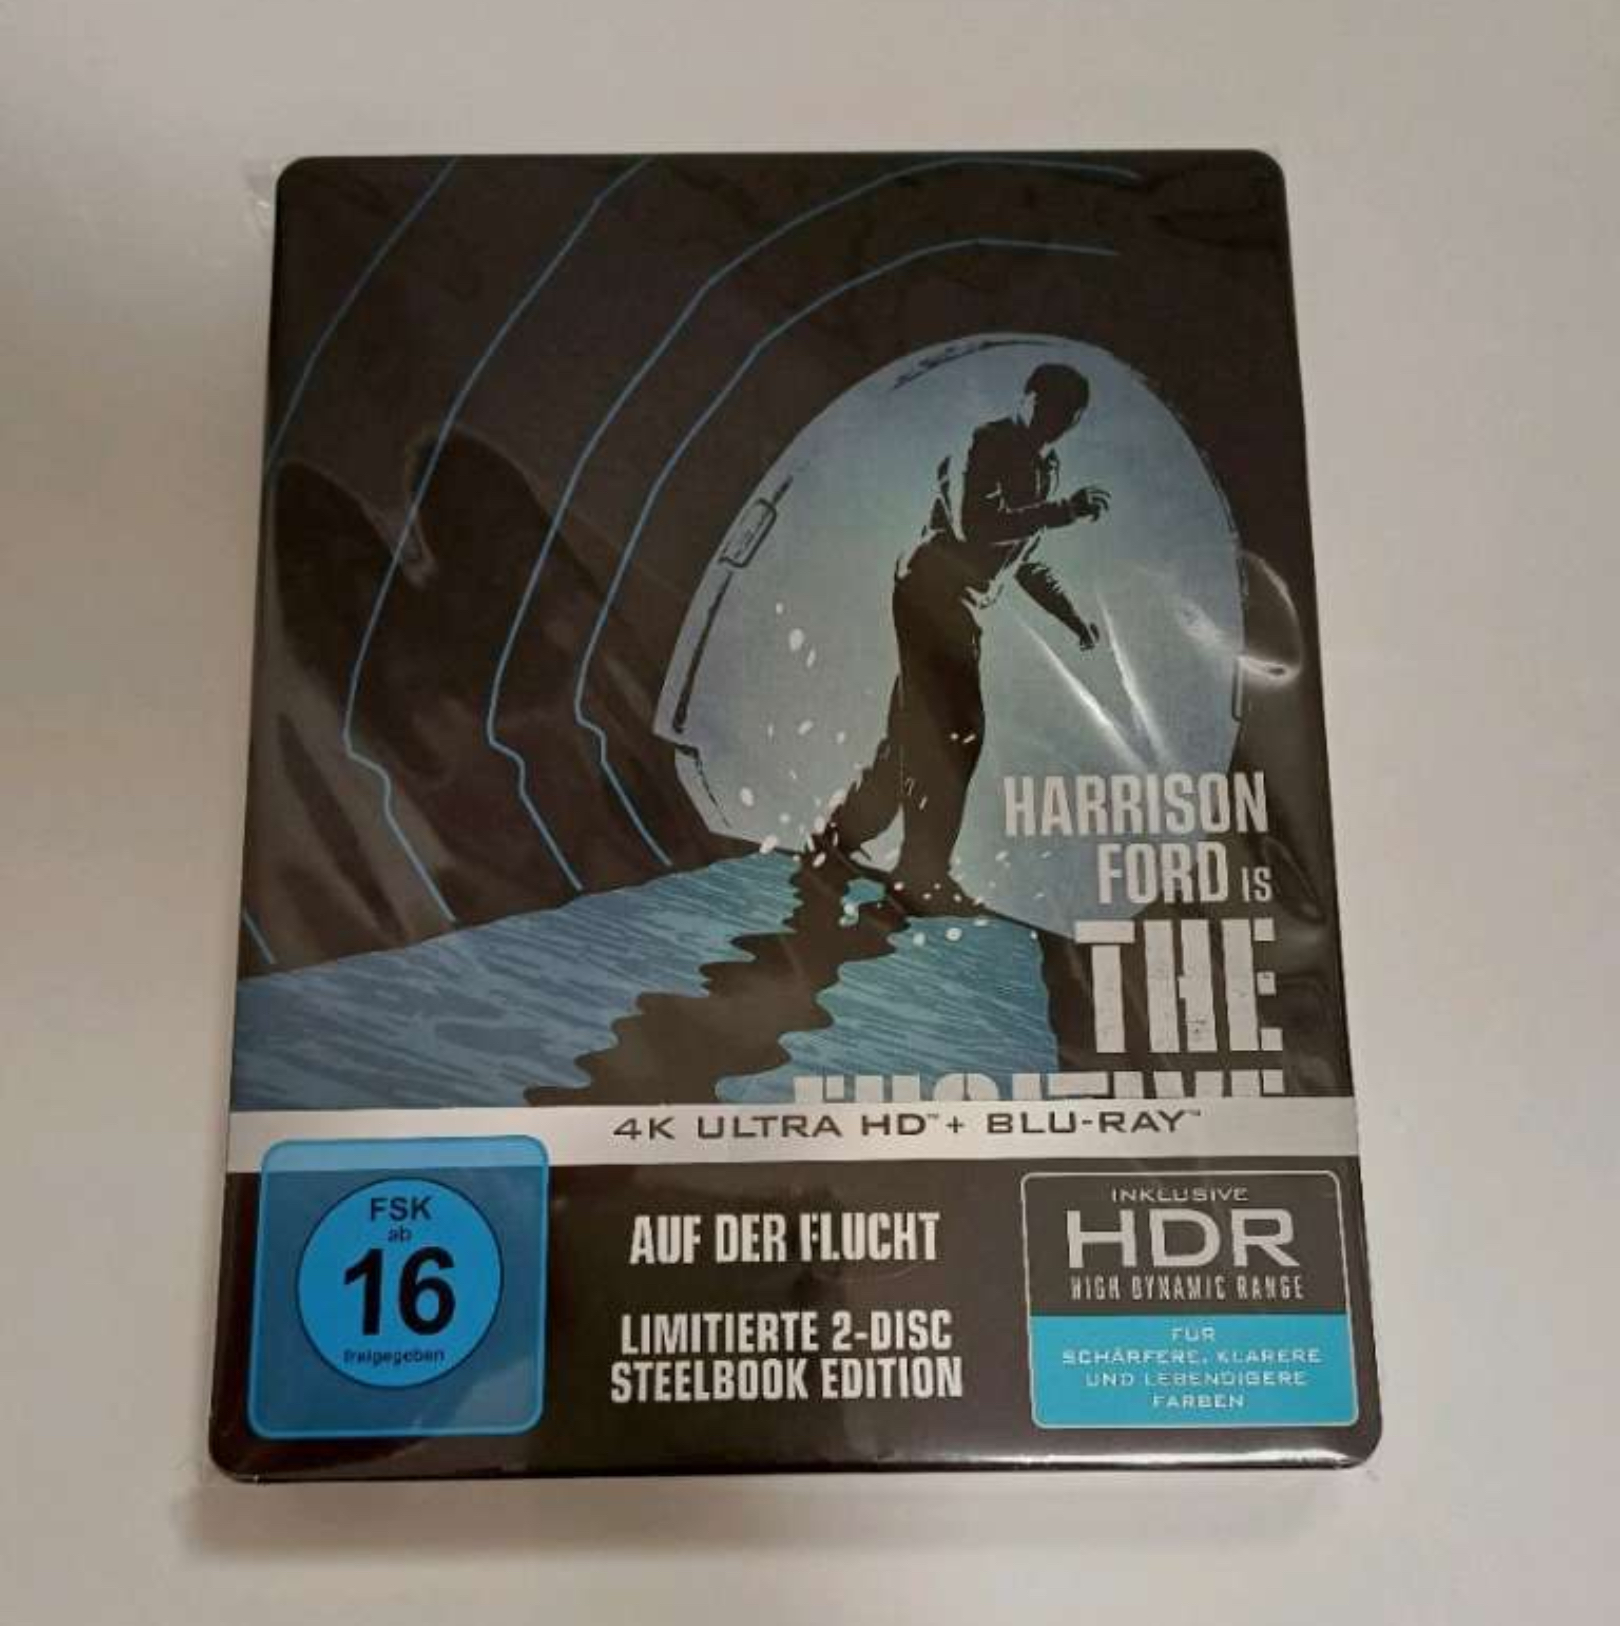 HARRISON
FORD IS
THE
FUGITIVE
4K ULTRA HD™ + BLU-RAY™
FSK
ab
16
freigegeben
AUF DER FLUCHT
LIMITIERTE 2-DISC
STEELBOOK EDITION
INKLUSIVE
HDR
HIGH DYNAMIC RANGE
FÜR
SCHÄRFERE, KLARERE
UND LEBENDIGERE
FARBEN